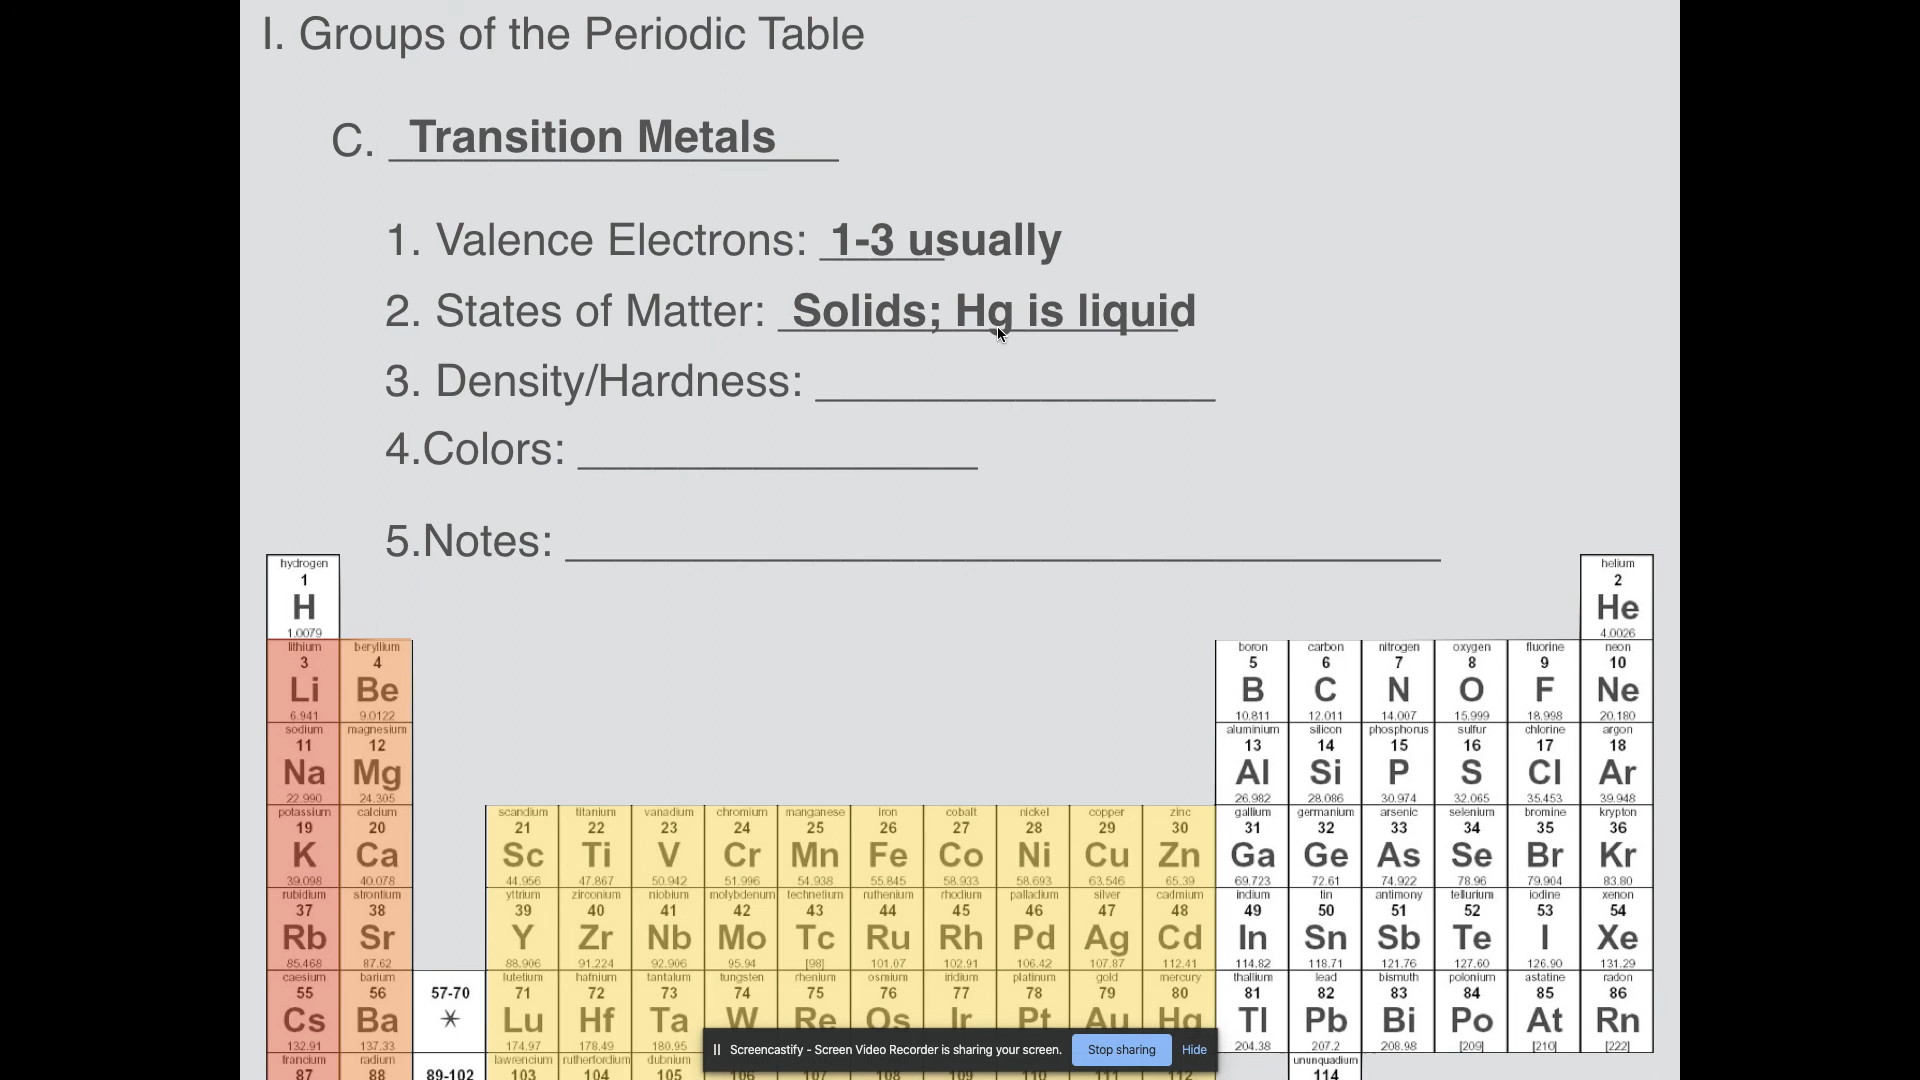 I. Groups of the Periodic Table
C. Transition Metals
1. Valence Electrons: 1-3 usually
2. States of Matter: Solids; Hg is liquid
3. Density/Hardness: ________________
4.Colors: ________________
5.Notes: ___________________________________
hydrogen helium
1 2
H He
1.0079 4.0026
lithium beryllium boron carbon nitrogen oxygen fluorine neon
3 4 5 6 7 8 9 10
Li Be B C N O F Ne
6.941 9.0122 10.811 12.011 14.007 15.999 18.998 20.180
sodium magnesium aluminium silicon phosphorus sulfur chlorine argon
11 12 13 14 15 16 17 18
Na Mg Al Si P S Cl Ar
22.990 24.305 26.982 28.086 30.974 32.065 35.453 39.948
potassium calcium scandium titanium vanadium chromium manganese iron cobalt nickel copper zinc gallium germanium arsenic selenium bromine krypton
19 20 21 22 23 24 25 26 27 28 29 30 31 32 33 34 35 36
K Ca Sc Ti V Cr Mn Fe Co Ni Cu Zn Ga Ge As Se Br Kr
39.098 40.078 44.956 47.867 50.942 51.996 54.938 55.845 58.933 58.693 63.546 65.39 69.723 72.61 74.922 78.96 79.904 83.80
rubidium strontium yttrium zirconium niobium molybdenum technetium ruthenium rhodium palladium silver cadmium indium tin antimony tellurium iodine xenon
37 38 39 40 41 42 43 44 45 46 47 48 49 50 51 52 53 54
Rb Sr Y Zr Nb Mo Tc Ru Rh Pd Ag Cd In Sn Sb Te I Xe
85.468 87.62 88.906 91.224 92.906 95.94 [98] 101.07 102.91 106.42 107.87 112.41 114.82 118.71 121.76 127.60 126.90 131.29
caesium barium lutetium hafnium tantalum tungsten rhenium osmium iridium platinum gold mercury thallium lead bismuth polonium astatine radon
55 56 57-70 71 72 73 74 75 76 77 78 79 80 81 82 83 84 85 86
Cs Ba * Lu Hf Ta W Re Os Ir Pt Au Hg Tl Pb Bi Po At Rn
132.91 137.33 174.97 178.49 180.95 204.38 207.2 208.98 [209] [210] [222]
Screencastify - Screen Video Recorder is sharing your screen. Stop sharing Hide
francium radium lawrencium rutherfordium dubnium ununquadium
87 88 89-102 103 104 105 106 107 108 109 110 111 112 114